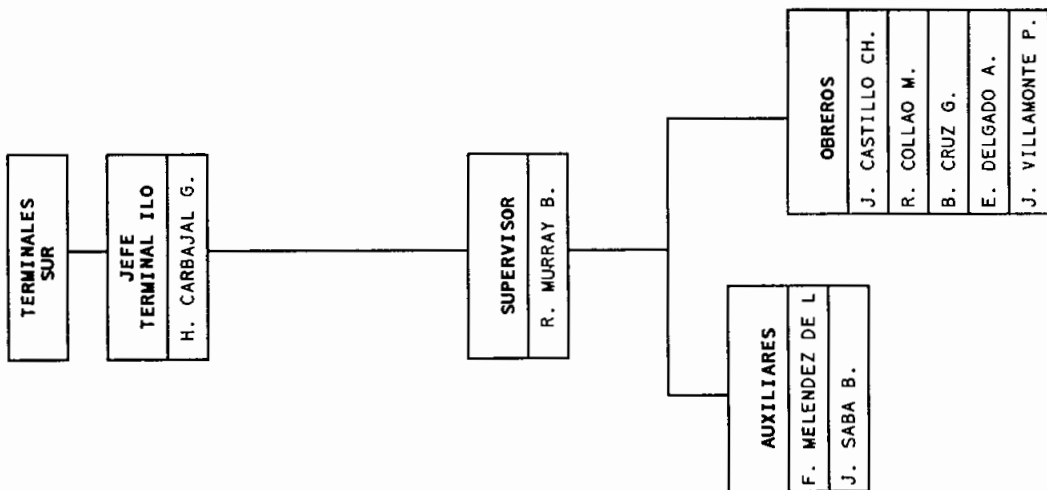 TERMINALES
SUR
JEFE
TERMINAL ILO
H. CARBAJAL G.
SUPERVISOR
R. MURRAY B.
AUXILIARES
F. MELENDEZ DE L
J. SABA B.
OBREROS
J. CASTILLO CH.
R. COLLAO M.
B. CRUZ G.
E. DELGADO A.
J. VILLAMONTE P.